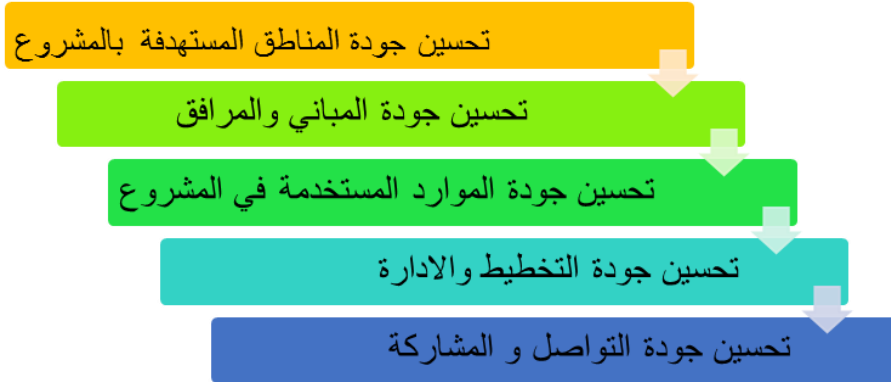 تحسين جودة المناطق المستهدفة بالمشروع
تحسين جودة المباني والمرافق
تحسين جودة الموارد المستخدمة في المشروع
تحسين جودة التخطيط والادارة
تحسين جودة التواصل و المشاركة